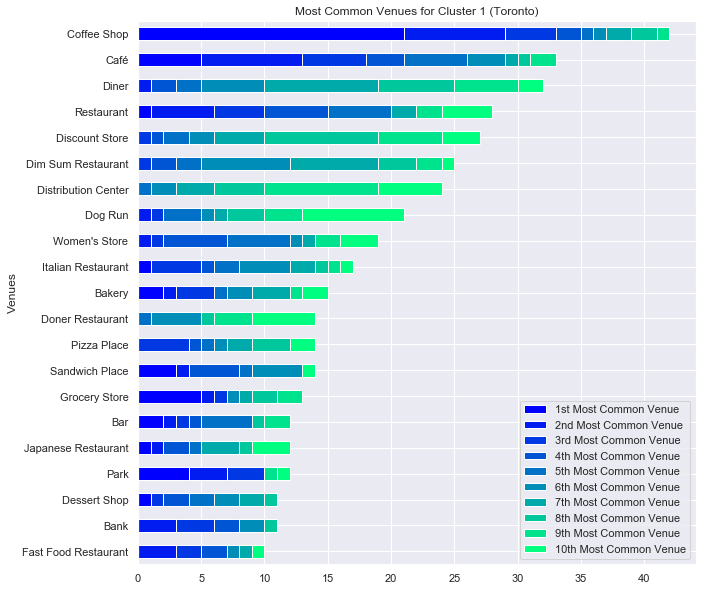 Most Common Venues for Cluster 1 (Toronto)
Venues
Coffee Shop
Café
Diner
Restaurant
Discount Store
Dim Sum Restaurant
Distribution Center
Dog Run
Women's Store
Italian Restaurant
Bakery
Doner Restaurant
Pizza Place
Sandwich Place
Grocery Store
Bar
Japanese Restaurant
Park
Dessert Shop
Bank
Fast Food Restaurant
1st Most Common Venue
2nd Most Common Venue
3rd Most Common Venue
4th Most Common Venue
5th Most Common Venue
6th Most Common Venue
7th Most Common Venue
8th Most Common Venue
9th Most Common Venue
10th Most Common Venue
0 5 10 15 20 25 30 35 40